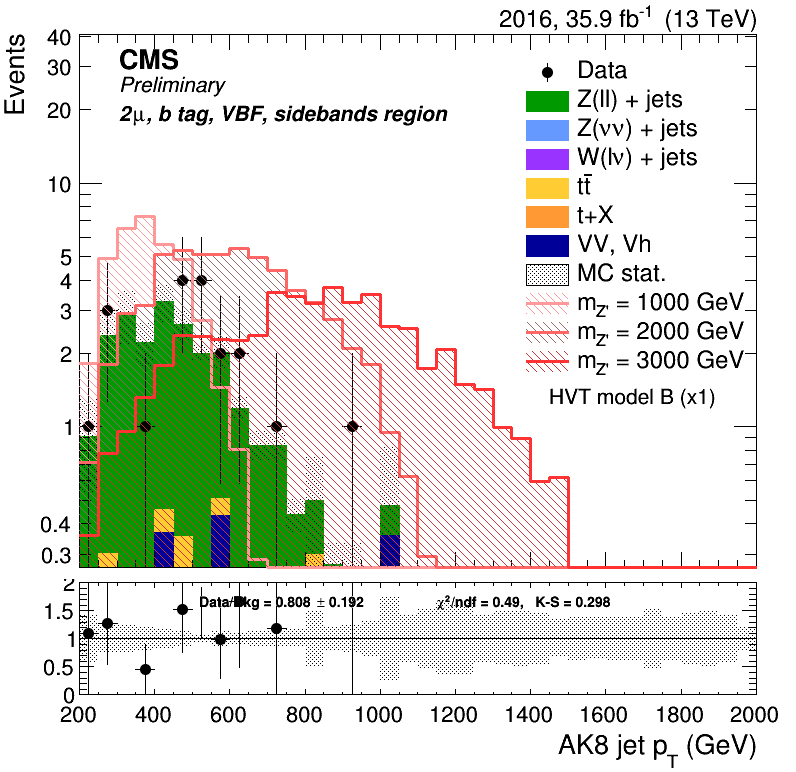 2016, 35.9 fb⁻¹ (13 TeV)
Events
CMS
Preliminary
2μ, b tag, VBF, sidebands region
Data
Z(ll) + jets
Z(νν) + jets
W(lν) + jets
tt̄
t+X
VV, Vh
MC stat.
m_Z' = 1000 GeV
m_Z' = 2000 GeV
m_Z' = 3000 GeV
HVT model B (x1)
40
30
20
10
5
4
3
2
1
0.4
0.3
Data/Bkg = 0.808 ± 0.192
χ²/ndf = 0.49, K-S = 0.298
2
1.5
1
0.5
0
200 400 600 800 1000 1200 1400 1600 1800 2000
AK8 jet p_T (GeV)